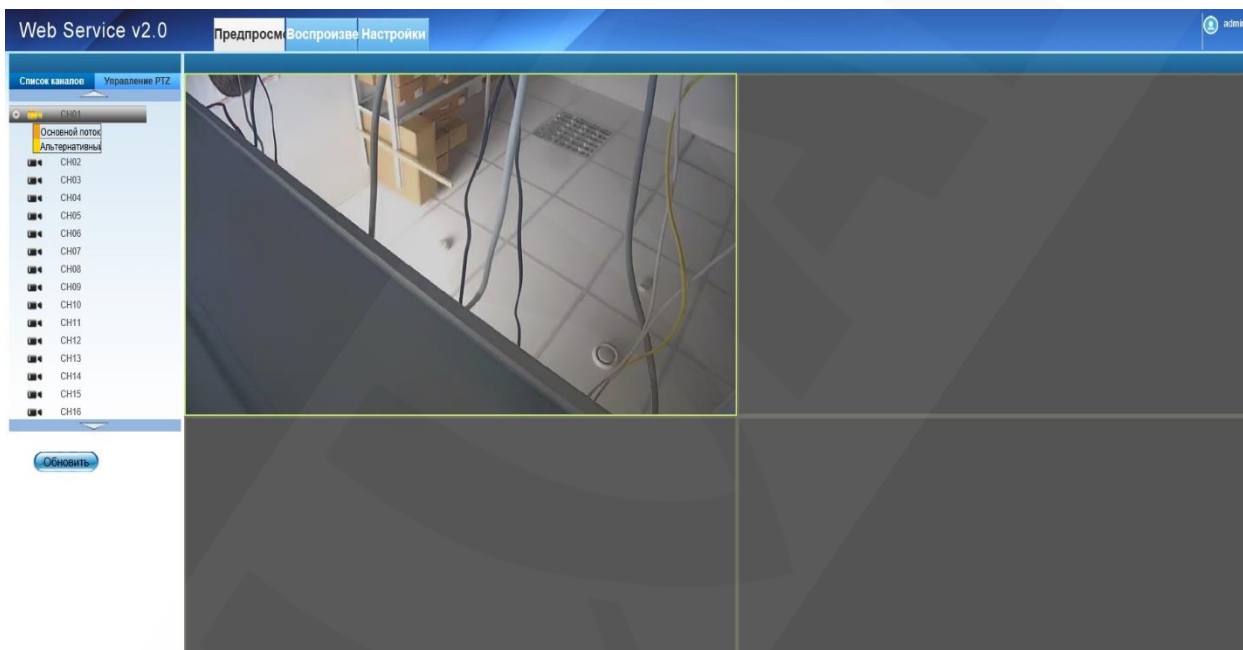 Web Service v2.0
Предпросм Воспроизве Настройки
admi
Список каналов Управление PTZ
CH01
Основной поток
Альтернативны
CH02
CH03
CH04
CH05
CH06
CH07
CH08
CH09
CH10
CH11
CH12
CH13
CH14
CH15
CH16
Обновить